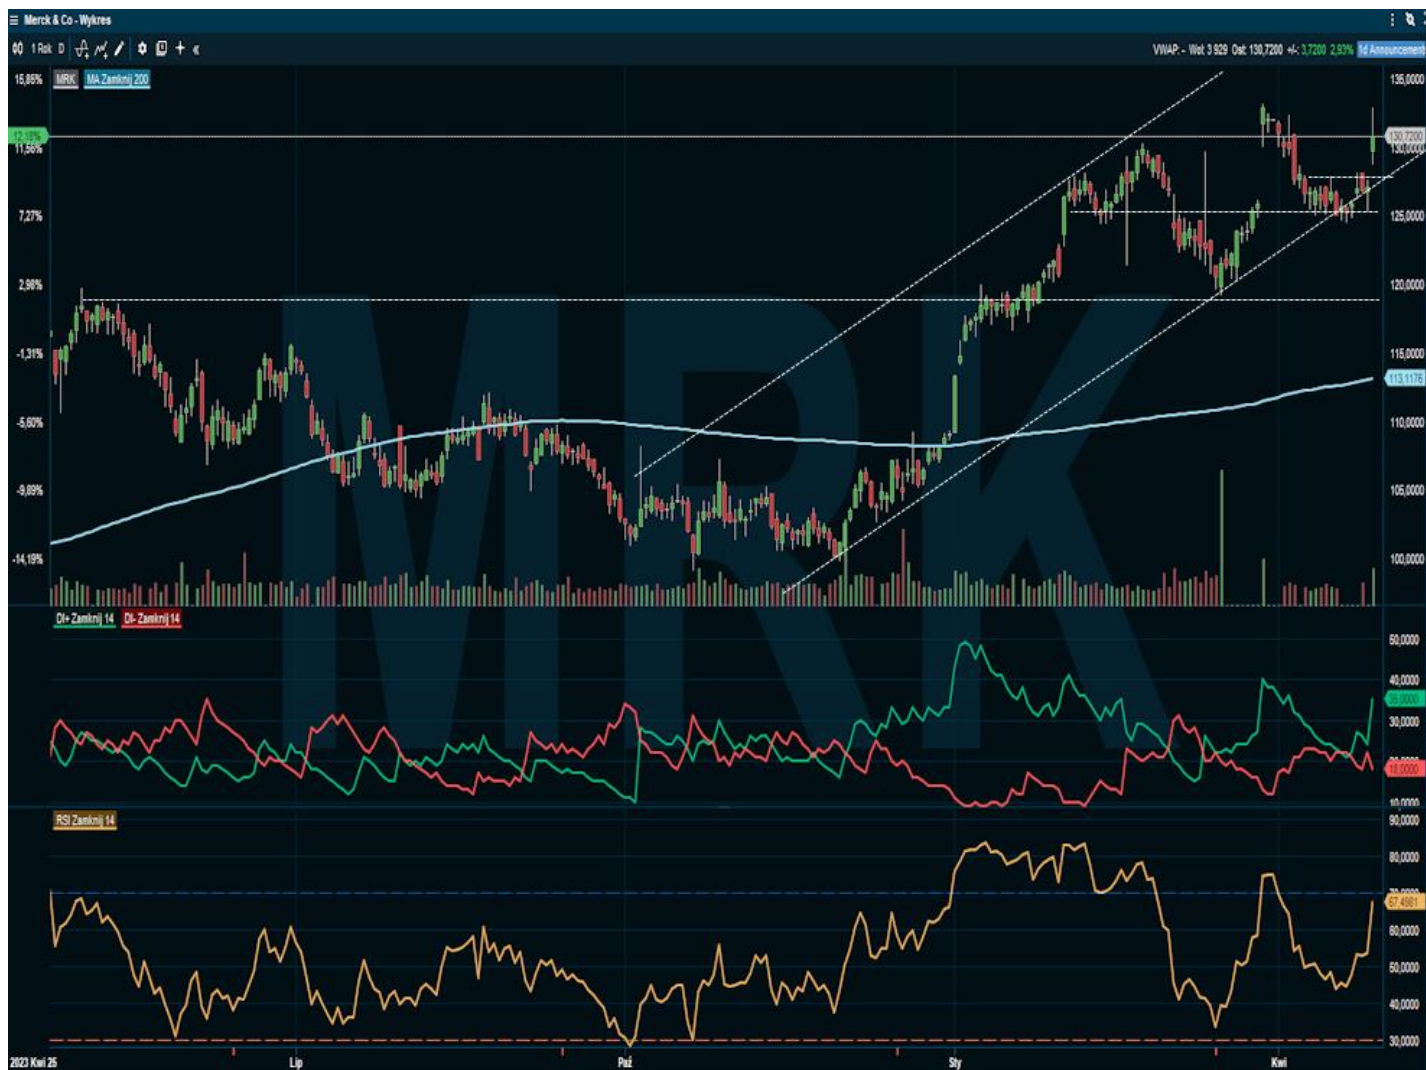 Merck & Co - Wykres
1 Rok D
VWAP: - Wol: 3 929 Ost: 130,7200 +/-: 3,7200 2,93% 1d Announcement
15,85% MRK MA Zamknij 200 135,0000
12,18% 130,7200
11,56% 130,0000
7,27% 125,0000
2,98% 120,0000
-1,31% 115,0000
113,1176
-5,60% 110,0000
-9,89% 105,0000
-14,19% 100,0000
MRK
DI+ Zamknij 14 DI- Zamknij 14
50,0000
40,0000
35,0000
30,0000
18,0000
10,0000
RSI Zamknij 14
90,0000
80,0000
67,4981
60,0000
50,0000
40,0000
30,0000
2023 Kwi 25 Lip Paź Sty Kwi